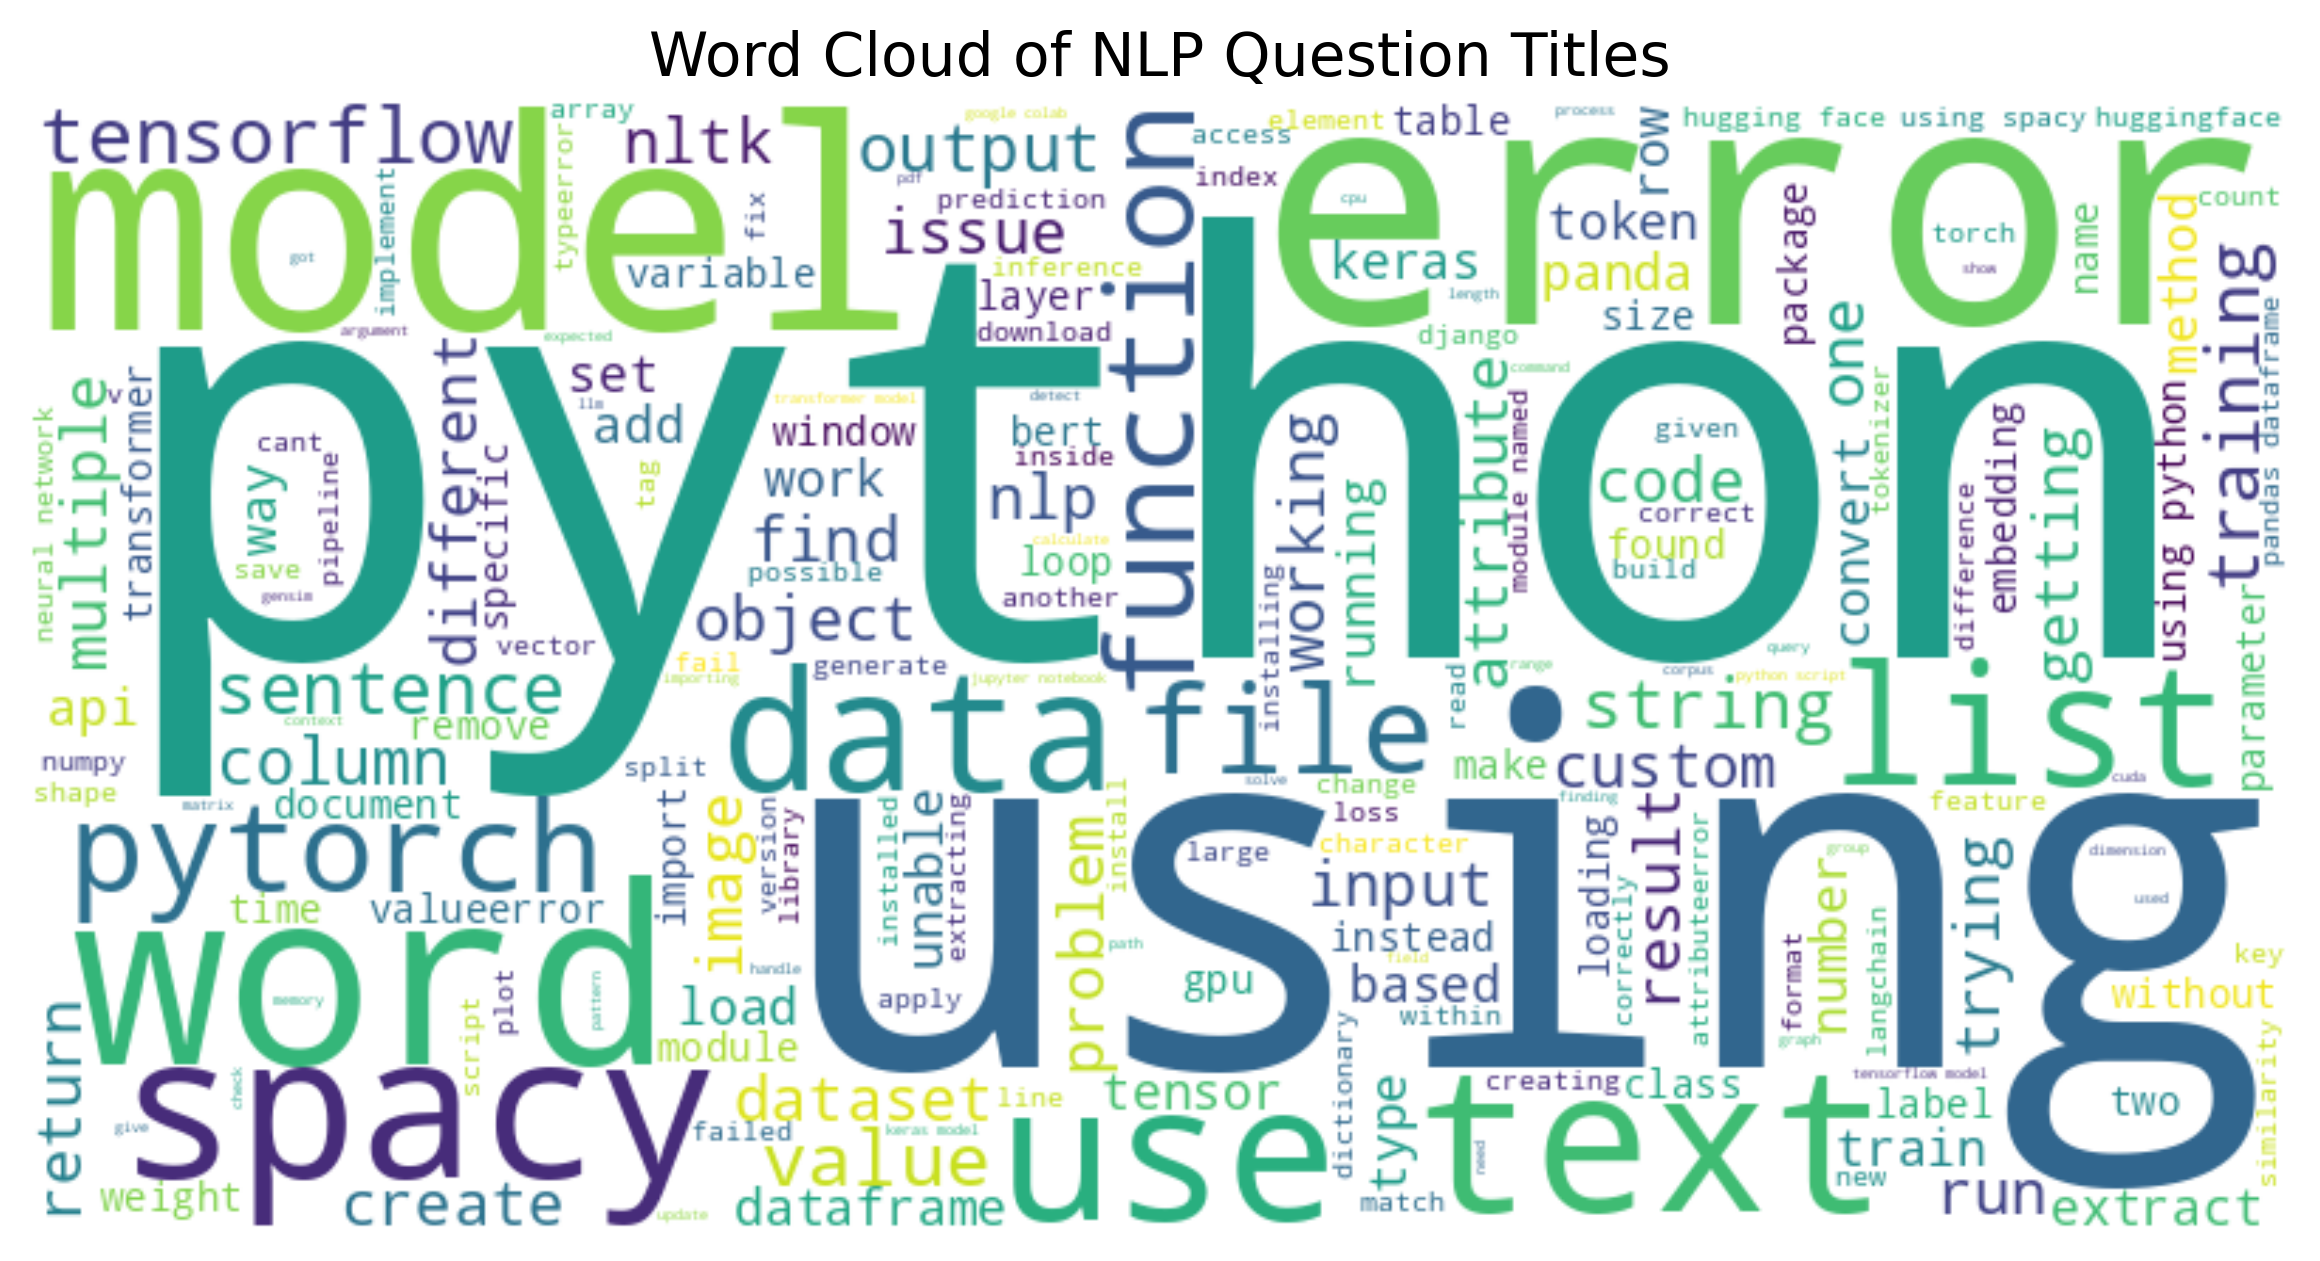 Word Cloud of NLP Question Titles
tensorflow
array
nltk
google colab
output
access
element
table
process
row
hugging face
using spacy
huggingface
model
typeerror
implement
got
fix
variable
pdf
prediction
issue
inference
layer
download
function
index
error
cpu
keras
length
token
panda
size
django
package
torch
show
name
method
count
training
argument
expected
python
multiple
v
transformer
neural network
different
specific
set
llm
add
tag
transformer model
window
detect
bert
inside
work
nlp
find
calculate
loop
possible
another
object
cant
way
pipeline
save
gensim
vector
working
running
attribute
command
module named
given
code
correct
found
build
convert one
tokenizer
difference
embedding
getting
using python
pandas dataframe
parameter
installing
query
sentence
fail
importing
generate
jupyter notebook
data
file
read
range
corpus
python script
string
list
api
context
remove
column
numpy
shape
matrix
document
split
solve
make
custom
change
cuda
pytorch
time
valueerror
import
image
version
library
installed
unable
extracting
install
problem
using
large
loss
character
finding
input
loading
result
correctly
attributeerror
feature
group
number
format
graph
langchain
trying
dimension
used
key
without
similarity
word
memory
pattern
script
plot
handle
path
load
apply
gpu
instead
field
based
within
module
return
check
spacy
give
weight
create
update
failed
dataset
line
keras model
value
dataframe
use
tensor
dictionary
type
match
need
creating
class
text
tensorflow model
label
train
new
two
run
extract